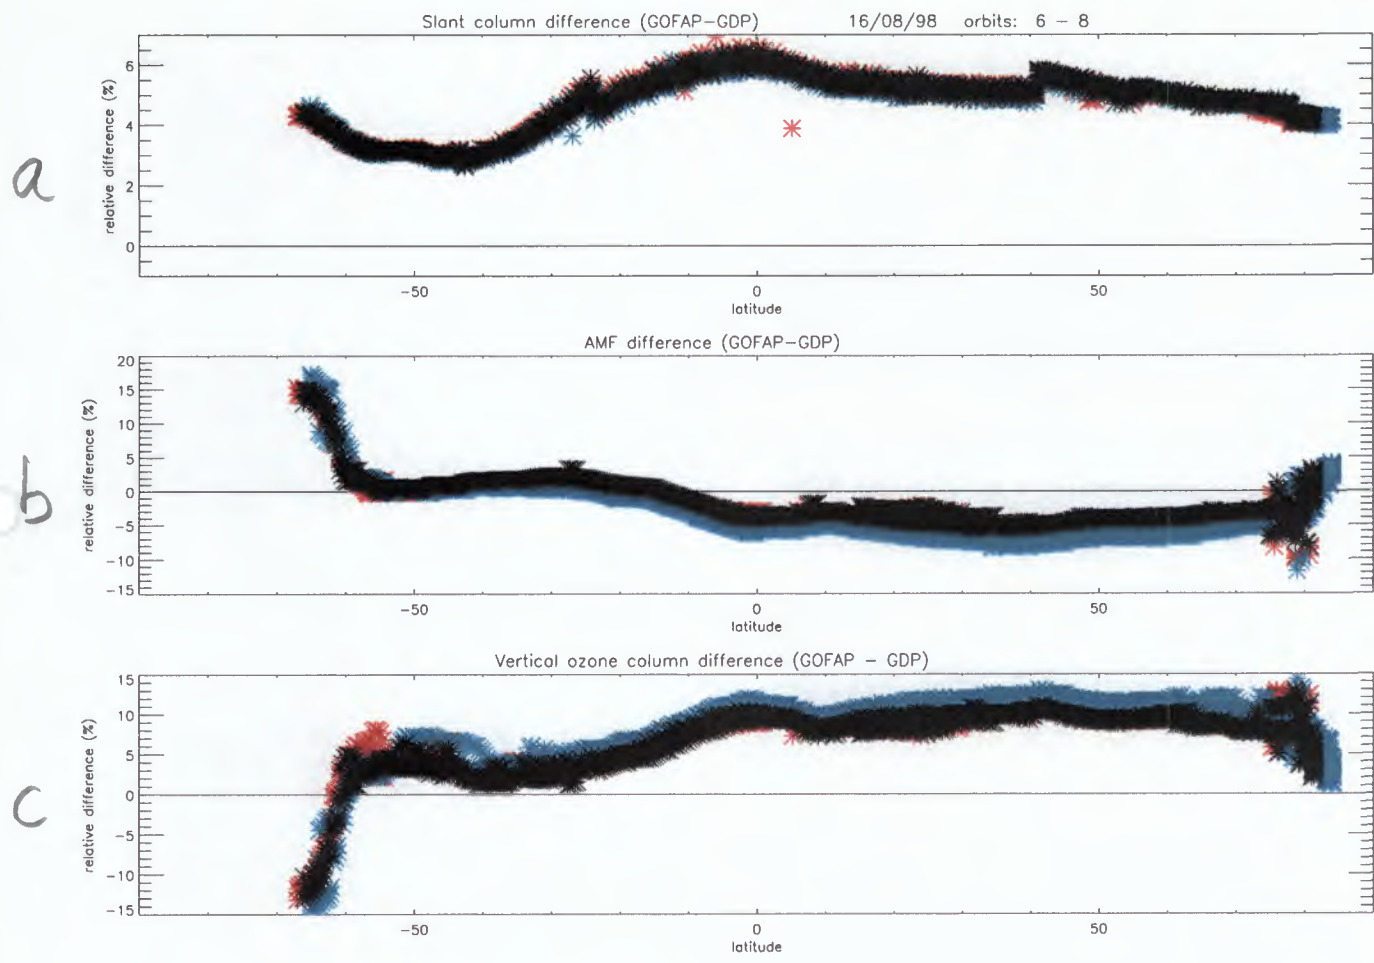 Slant column difference (GOFAP-GDP) 16/08/98 orbits: 6 - 8
a
relative difference (%)
6
4
2
0
-50 0 50
latitude
AMF difference (GOFAP-GDP)
b
relative difference (%)
20
15
10
5
0
-5
-10
-15
-50 0 50
latitude
Vertical ozone column difference (GOFAP - GDP)
c
relative difference (%)
15
10
5
0
-5
-10
-15
-50 0 50
latitude